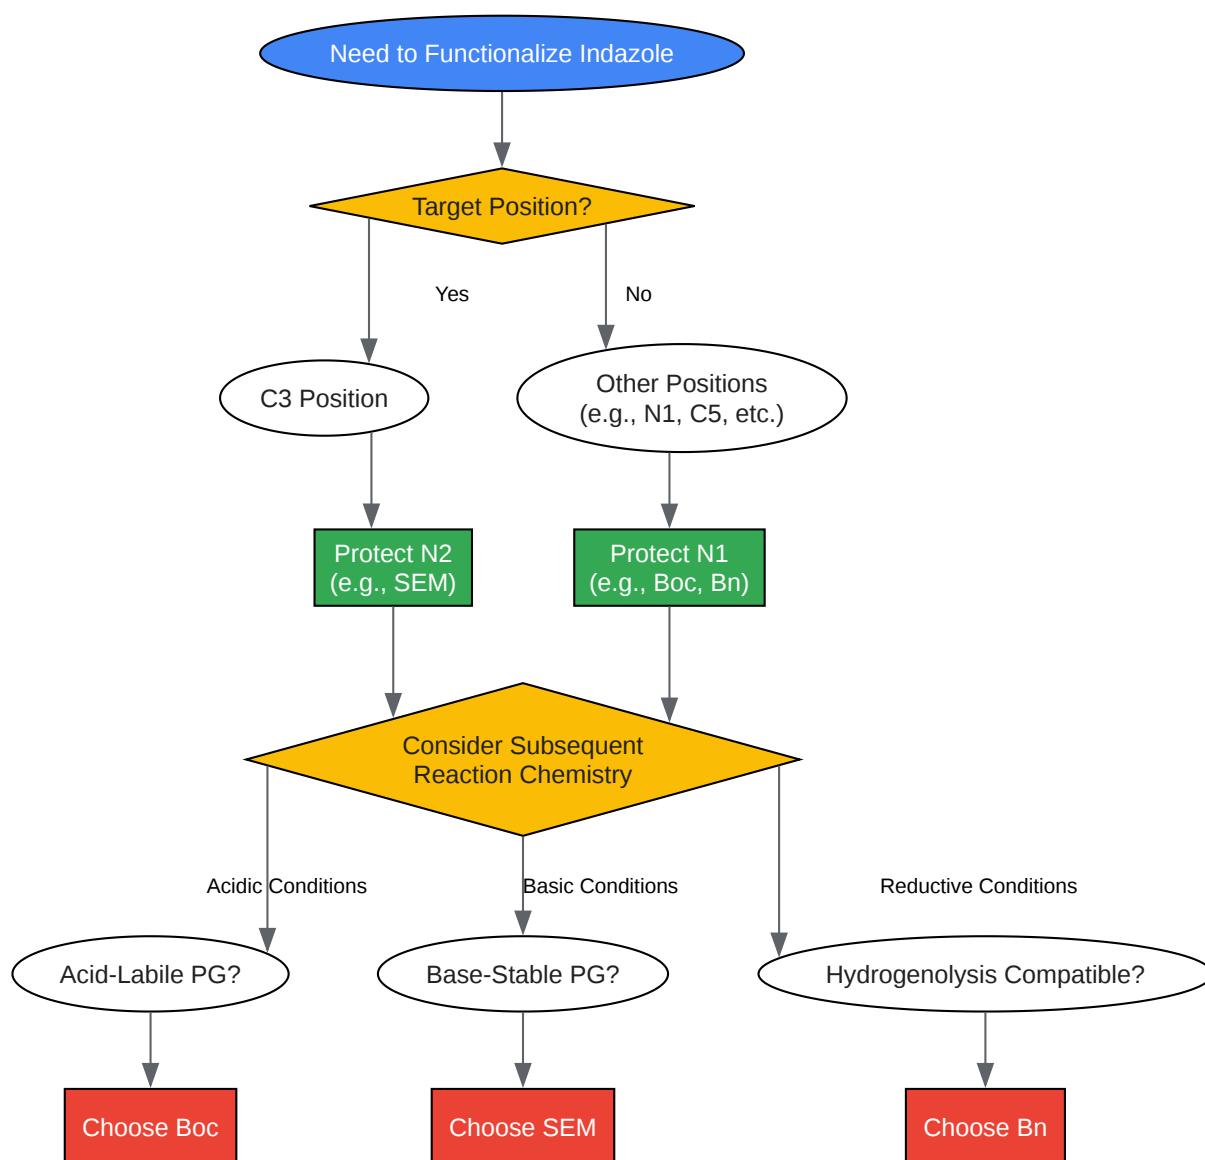 Need to Functionalize Indazole
Target Position?
Yes
No
C3 Position
Other Positions
(e.g., N1, C5, etc.)
Protect N2
(e.g., SEM)
Protect N1
(e.g., Boc, Bn)
Consider Subsequent
Reaction Chemistry
Acidic Conditions
Basic Conditions
Reductive Conditions
Acid-Labile PG?
Base-Stable PG?
Hydrogenolysis Compatible?
Choose Boc
Choose SEM
Choose Bn